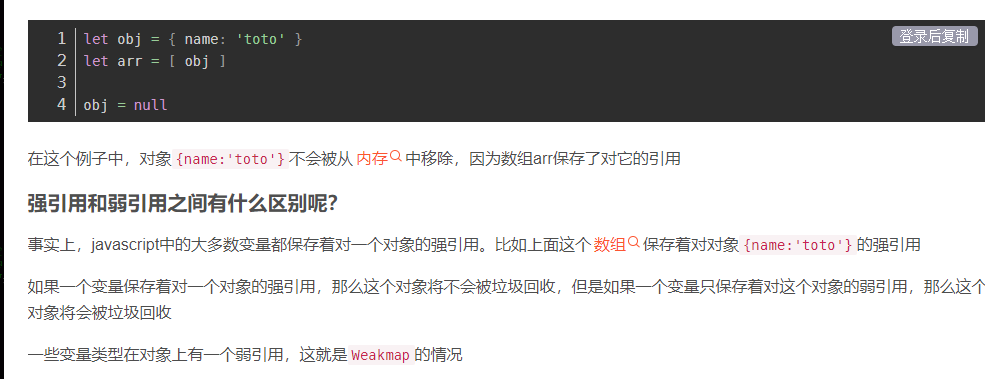 登录后复制
1 let obj = { name: 'toto' }
2 let arr = [ obj ]
3
4 obj = null
在这个例子中，对象 {name:'toto'} 不会被从 内存 中移除，因为数组arr保存了对它的引用
强引用和弱引用之间有什么区别呢？
事实上，javascript中的大多数变量都保存着对一个对象的强引用。比如上面这个 数组 保存着对对象 {name:'toto'} 的强引用
如果一个变量保存着对一个对象的强引用，那么这个对象将不会被垃圾回收，但是如果一个变量只保存着对这个对象的弱引用，那么这个
对象将会被垃圾回收
一些变量类型在对象上有一个弱引用，这就是 Weakmap 的情况